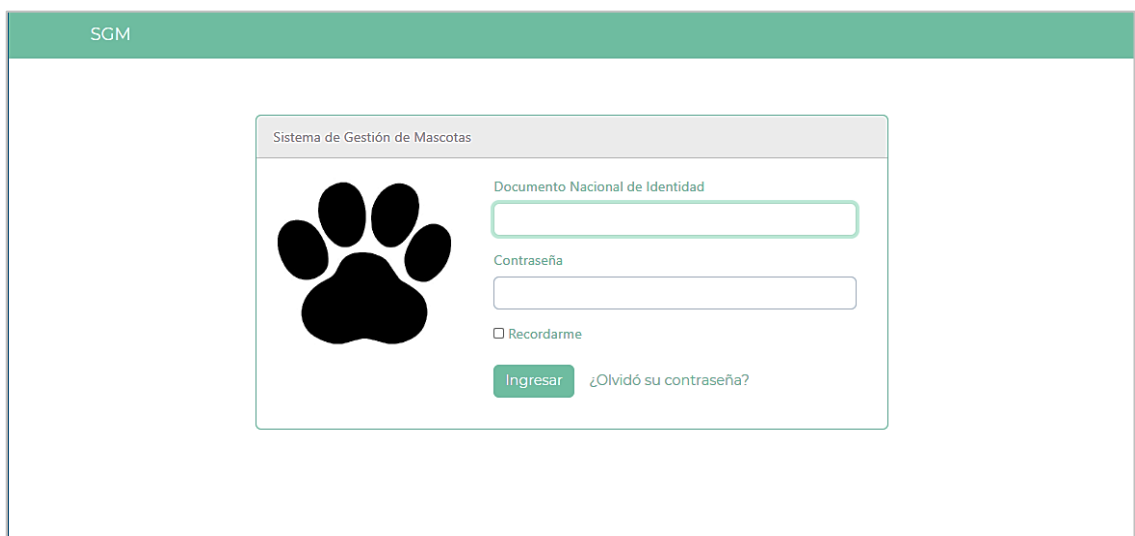 SGM
Sistema de Gestión de Mascotas
Documento Nacional de Identidad
Contraseña
Recordarme
Ingresar ¿Olvidó su contraseña?